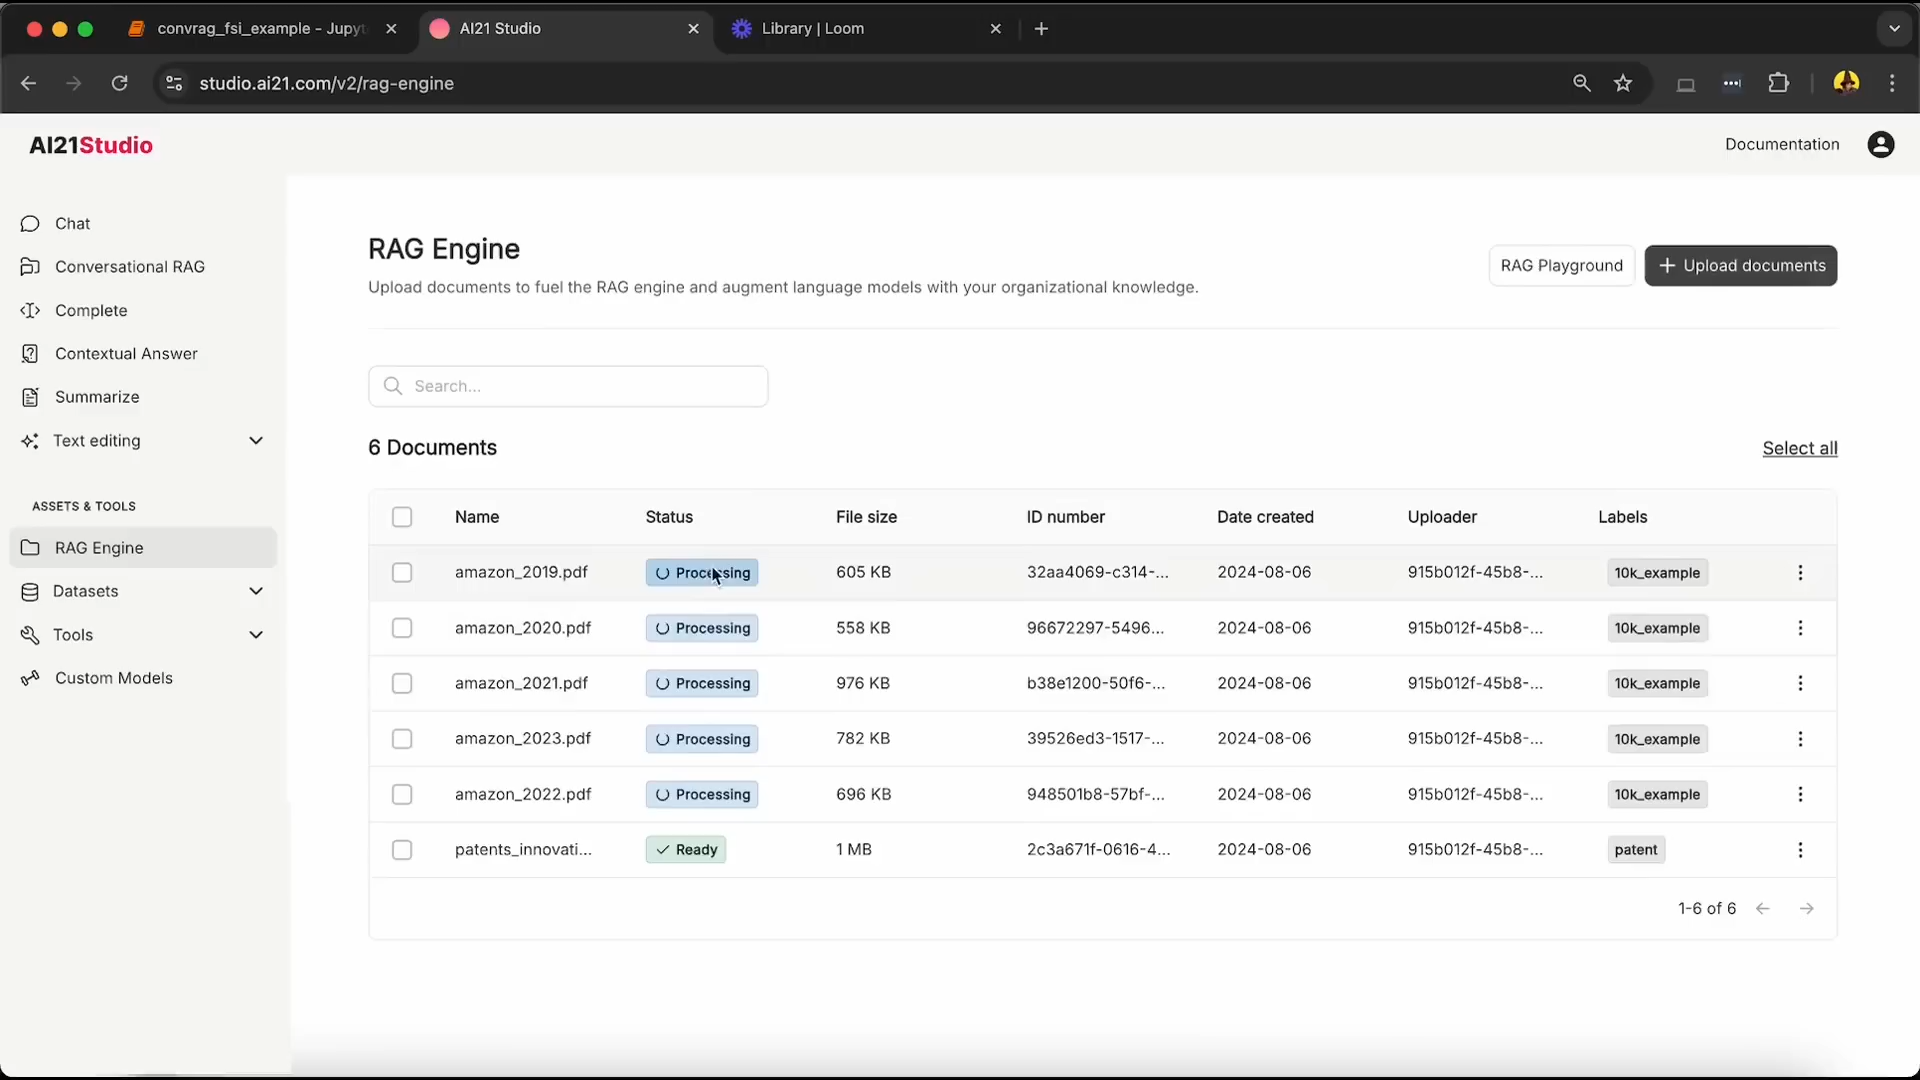 convrag_fsi_example - Jupyt
AI21 Studio
Library | Loom
studio.ai21.com/v2/rag-engine
AI21Studio
Documentation
Chat
Conversational RAG
Complete
Contextual Answer
Summarize
Text editing
ASSETS & TOOLS
RAG Engine
Datasets
Tools
Custom Models
RAG Engine
Upload documents to fuel the RAG engine and augment language models with your organizational knowledge.
RAG Playground
+ Upload documents
Search...
6 Documents
Select all
Name Status File size ID number Date created Uploader Labels
amazon_2019.pdf Processing 605 KB 32aa4069-c314-... 2024-08-06 915b012f-45b8-... 10k_example
amazon_2020.pdf Processing 558 KB 96672297-5496... 2024-08-06 915b012f-45b8-... 10k_example
amazon_2021.pdf Processing 976 KB b38e1200-50f6-... 2024-08-06 915b012f-45b8-... 10k_example
amazon_2023.pdf Processing 782 KB 39526ed3-1517-... 2024-08-06 915b012f-45b8-... 10k_example
amazon_2022.pdf Processing 696 KB 948501b8-57bf-... 2024-08-06 915b012f-45b8-... 10k_example
patents_innovati... Ready 1 MB 2c3a671f-0616-4... 2024-08-06 915b012f-45b8-... patent
1-6 of 6